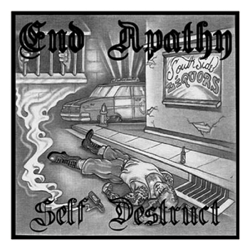 End Apathy
South Side
LIQUORS
Self Destruct